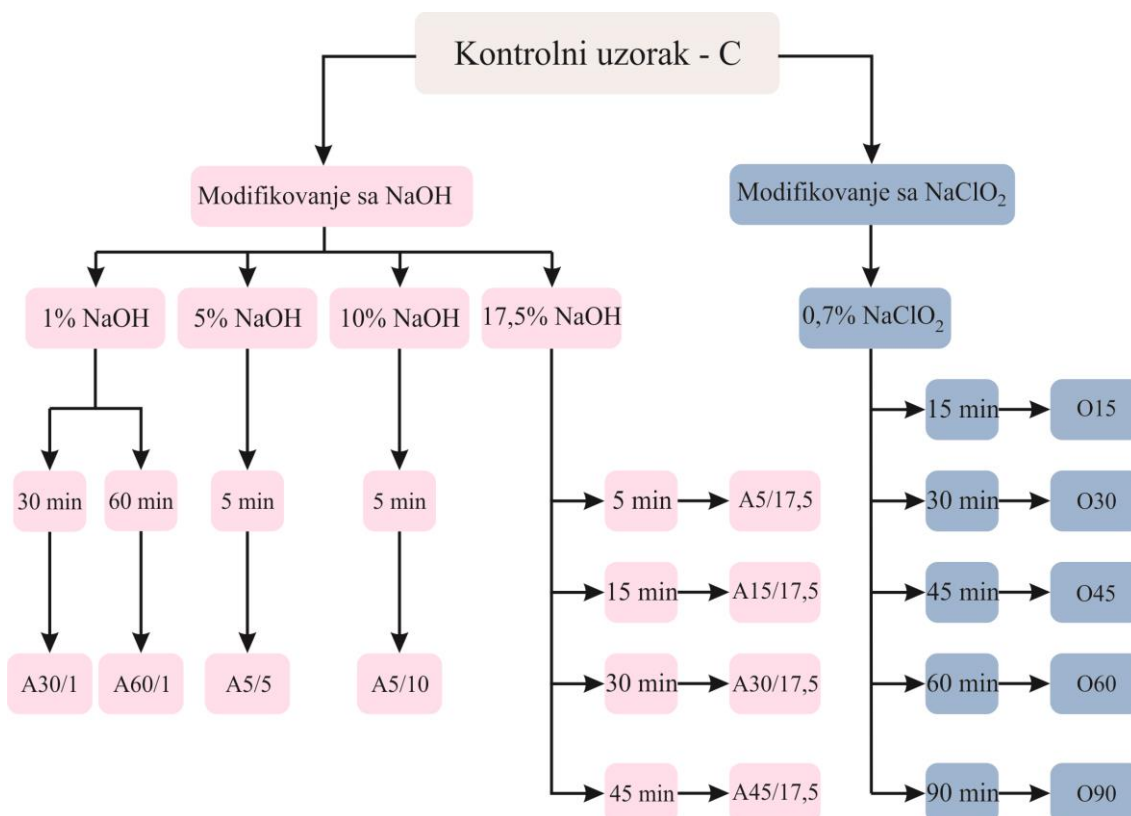 Kontrolni uzorak - C
Modifikovanje sa NaOH
Modifikovanje sa NaClO₂
1% NaOH
5% NaOH
10% NaOH
17,5% NaOH
0,7% NaClO₂
30 min
60 min
5 min
5 min
A30/1
A60/1
A5/5
A5/10
5 min
A5/17,5
15 min
A15/17,5
30 min
A30/17,5
45 min
A45/17,5
15 min
O15
30 min
O30
45 min
O45
60 min
O60
90 min
O90